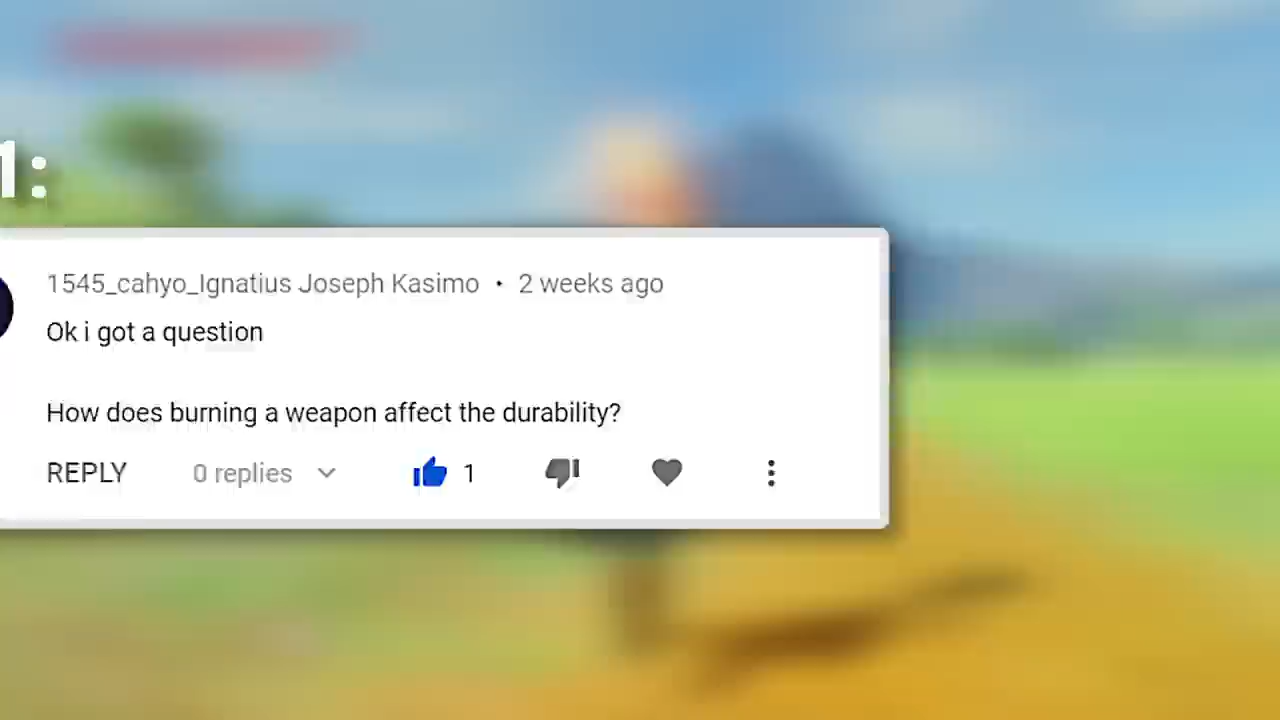 1:
1545_cahyo_Ignatius Joseph Kasimo • 2 weeks ago
Ok i got a question
How does burning a weapon affect the durability?
REPLY 0 replies 1